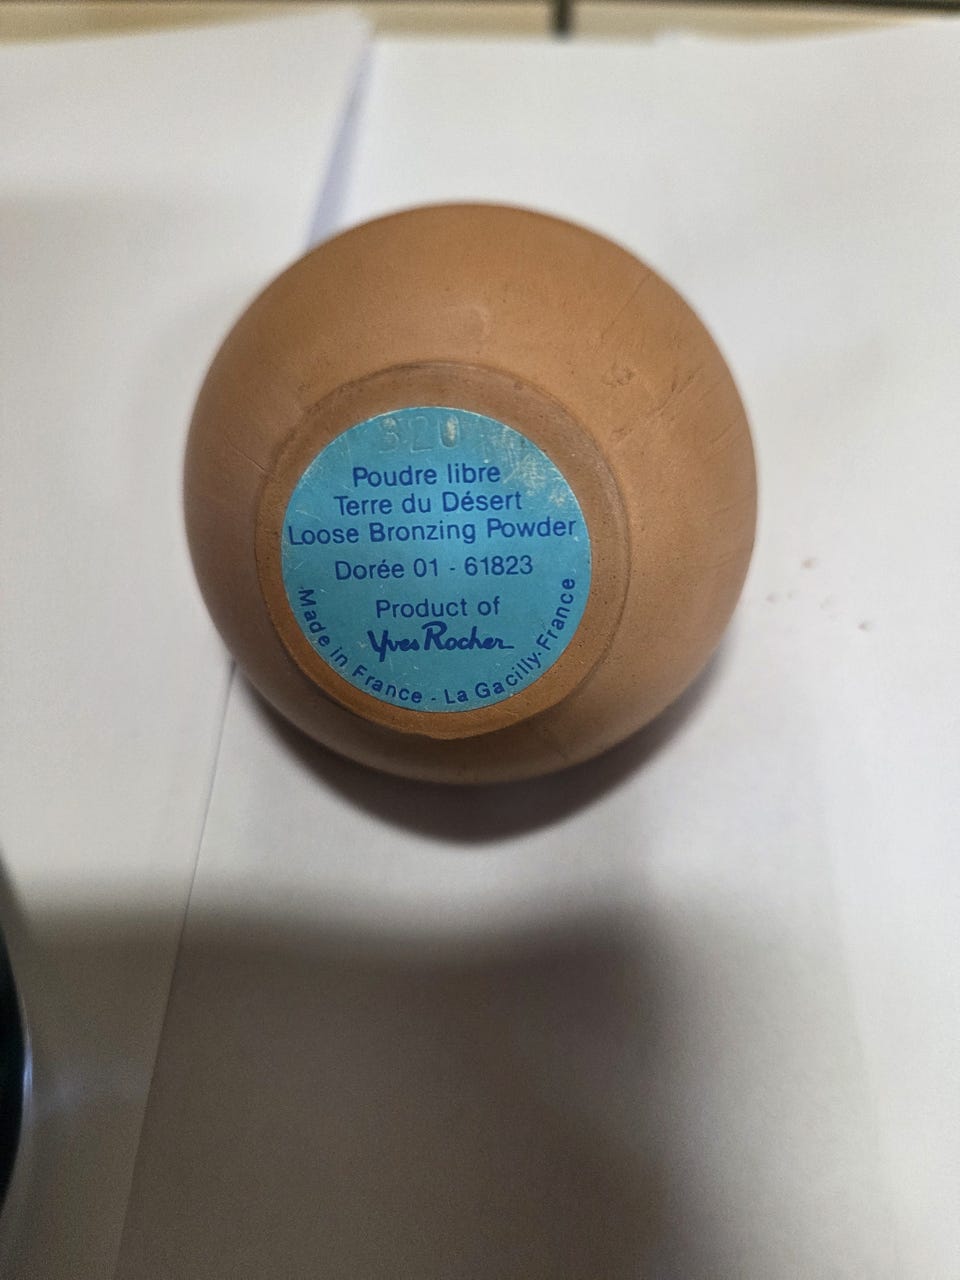 320
Poudre libre
Terre du Désert
Loose Bronzing Powder
Dorée 01 - 61823
Product of
Yves Rocher
Made in France - La Gacilly-France